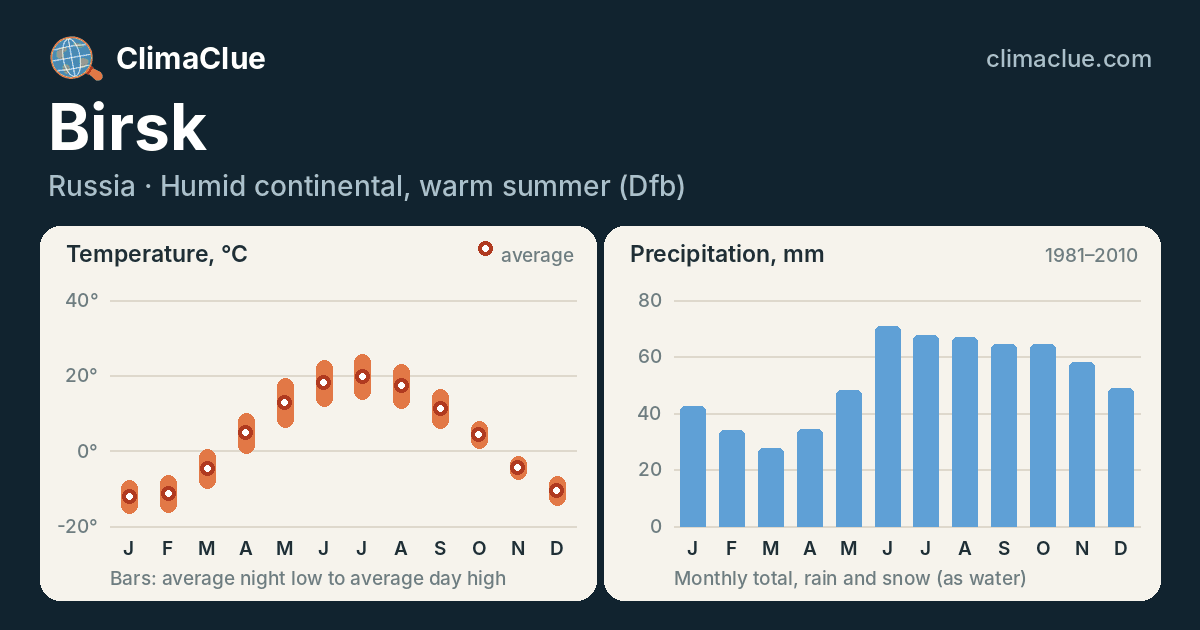 ClimaClue
climaclue.com
Birsk
Russia · Humid continental, warm summer (Dfb)
Temperature, °C
average
40°
20°
0°
-20°
J F M A M J J A S O N D
Bars: average night low to average day high
Precipitation, mm
1981–2010
80
60
40
20
0
J F M A M J J A S O N D
Monthly total, rain and snow (as water)